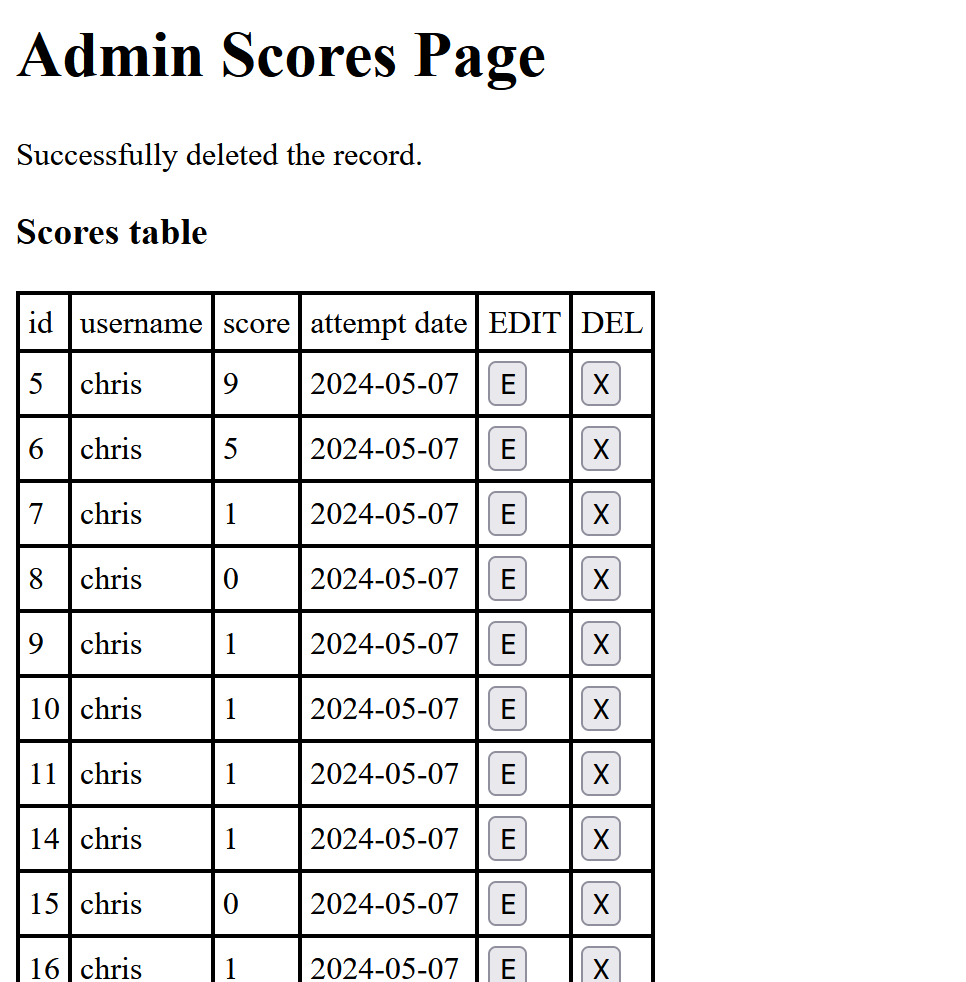 Admin Scores Page
Successfully deleted the record.
Scores table
id username score attempt date EDIT DEL
5 chris 9 2024-05-07 E X
6 chris 5 2024-05-07 E X
7 chris 1 2024-05-07 E X
8 chris 0 2024-05-07 E X
9 chris 1 2024-05-07 E X
10 chris 1 2024-05-07 E X
11 chris 1 2024-05-07 E X
14 chris 1 2024-05-07 E X
15 chris 0 2024-05-07 E X
16 chris 1 2024-05-07 E X